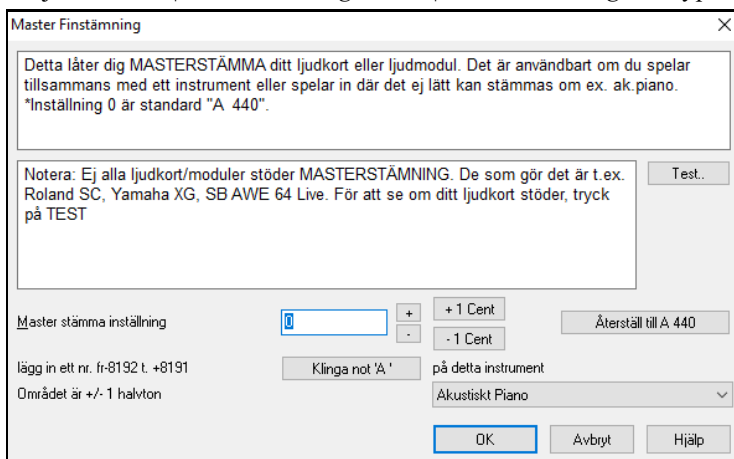 Master Finstämning
Detta låter dig MASTERSTÄMMA ditt ljudkort eller ljudmodul. Det är användbart om du spelar
tillsammans med ett instrument eller spelar in där det ej lätt kan stämmas om ex. ak.piano.
*Inställning 0 är standard "A 440".
Notera: Ej alla ljudkort/moduler stöder MASTERSTÄMNING. De som gör det är t.ex.
Roland SC, Yamaha XG, SB AWE 64 Live. För att se om ditt ljudkort stöder, tryck
på TEST
Test..
Master stämma inställning
0
+
-
+ 1 Cent
- 1 Cent
Återställ till A 440
lägg in ett nr. fr-8192 t. +8191
Klinga not 'A '
på detta instrument
Området är +/- 1 halvton
Akustiskt Piano
OK
Avbryt
Hjälp